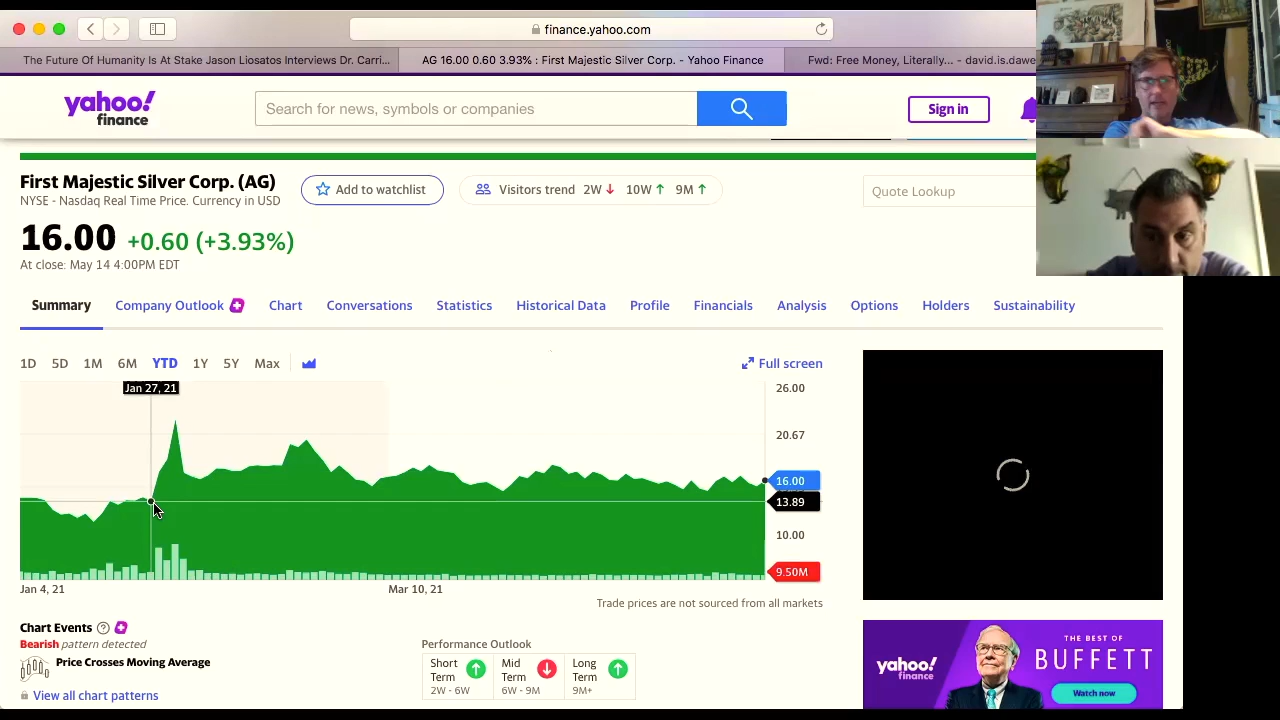 finance.yahoo.com
The Future Of Humanity Is At Stake Jason Liosatos Interviews Dr. Carri...
AG 16.00 0.60 3.93% : First Majestic Silver Corp. - Yahoo Finance
Fwd: Free Money, Literally... - david.is.dawe
yahoo!
finance
Search for news, symbols or companies
Sign in
First Majestic Silver Corp. (AG)
NYSE - Nasdaq Real Time Price. Currency in USD
Add to watchlist
Visitors trend 2W 10W 9M
Quote Lookup
16.00 +0.60 (+3.93%)
At close: May 14 4:00PM EDT
Summary Company Outlook Chart Conversations Statistics Historical Data Profile Financials Analysis Options Holders Sustainability
1D 5D 1M 6M YTD 1Y 5Y Max
Full screen
Jan 27, 21
26.00
20.67
16.00
13.89
10.00
9.50M
Jan 4, 21
Mar 10, 21
Trade prices are not sourced from all markets
Chart Events
Bearish pattern detected
Price Crosses Moving Average
View all chart patterns
Performance Outlook
Short Term
2W - 6W
Mid Term
6W - 9M
Long Term
9M+
yahoo!
finance
THE BEST OF
BUFFETT
Watch now